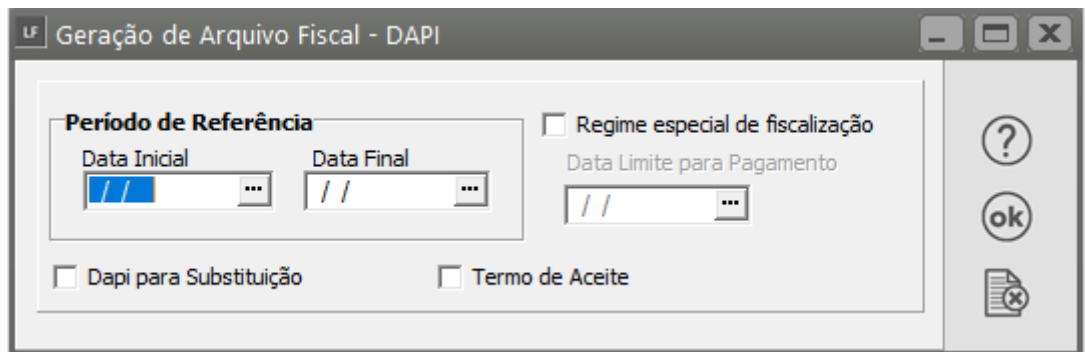 LF Geração de Arquivo Fiscal - DAPI
Período de Referência
Data Inicial Data Final
/ / ... / / ...
Regime especial de fiscalização
Data Limite para Pagamento
/ / ...
Dapi para Substituição Termo de Aceite
?
ok